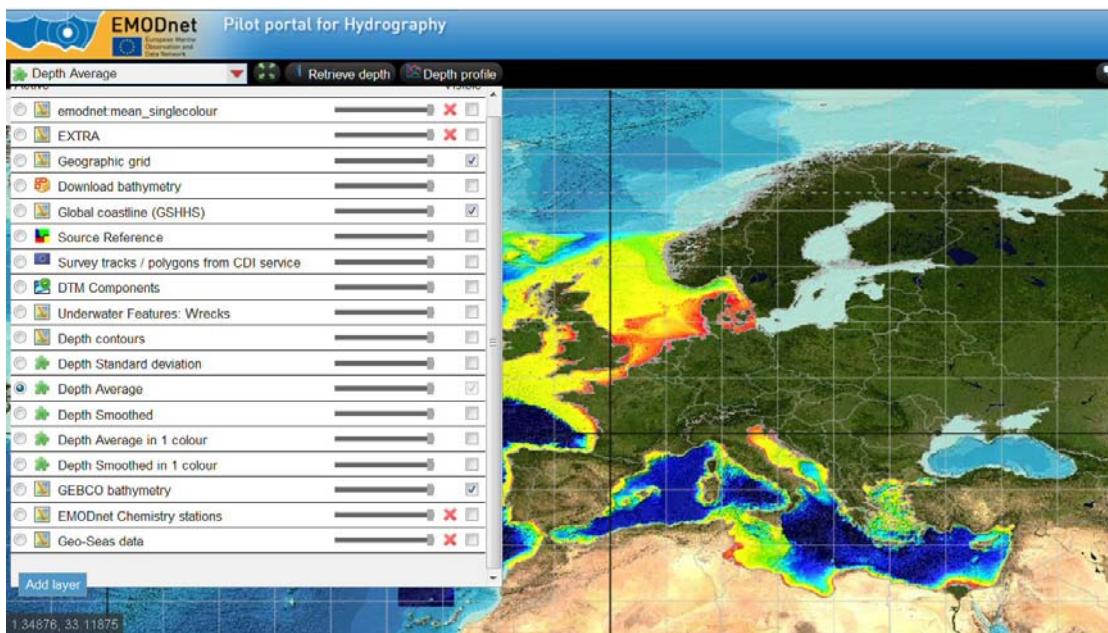 EMODnet
European Marine
Observation and
Data Network
Pilot portal for Hydrography
Depth Average
Retrieve depth
Depth profile
Active
Visible
emodnet:mean_singlecolour
EXTRA
Geographic grid
Download bathymetry
Global coastline (GSHHS)
Source Reference
Survey tracks / polygons from CDI service
DTM Components
Underwater Features: Wrecks
Depth contours
Depth Standard deviation
Depth Average
Depth Smoothed
Depth Average in 1 colour
Depth Smoothed in 1 colour
GEBCO bathymetry
EMODnet Chemistry stations
Geo-Seas data
Add layer
1.34876, 33.11875